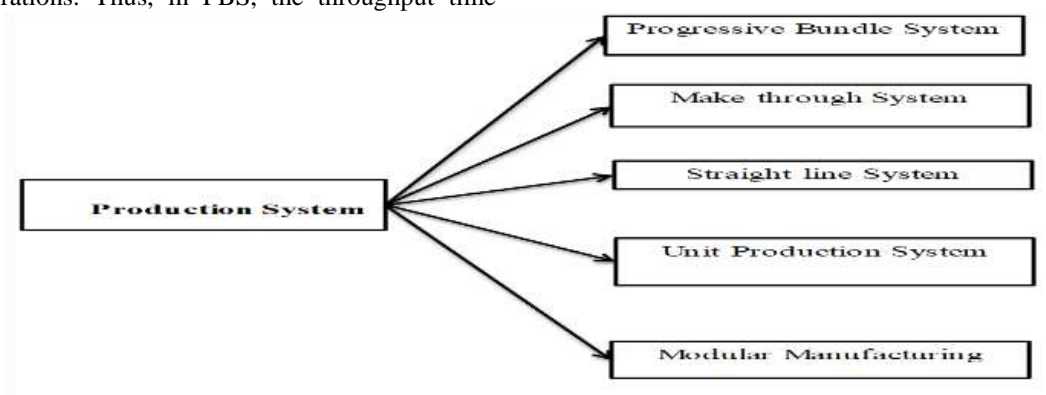 rations. Thus, in PBS, the throughput time
Progressive Bundle System
Make through System
Straight line System
Production System
Unit Production System
Modular Manufacturing